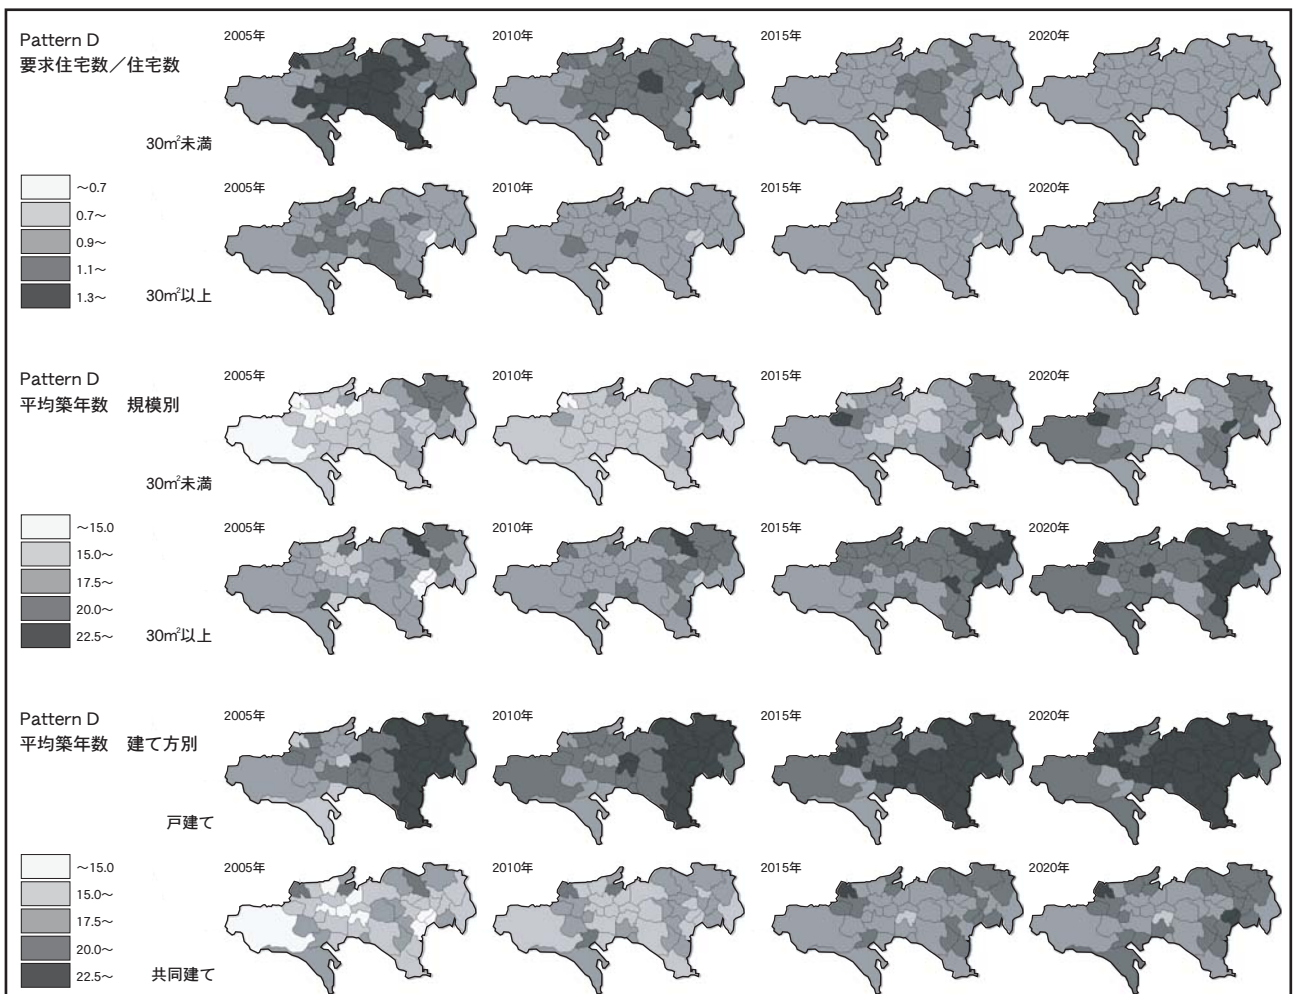 Pattern D
要求住宅数／住宅数
2005年
2010年
2015年
2020年
30㎡未満
〜0.7
0.7〜
0.9〜
1.1〜
1.3〜
2005年
2010年
2015年
2020年
30㎡以上
Pattern D
平均築年数　規模別
2005年
2010年
2015年
2020年
30㎡未満
〜15.0
15.0〜
17.5〜
20.0〜
22.5〜
2005年
2010年
2015年
2020年
30㎡以上
Pattern D
平均築年数　建て方別
2005年
2010年
2015年
2020年
戸建て
〜15.0
15.0〜
17.5〜
20.0〜
22.5〜
2005年
2010年
2015年
2020年
共同建て